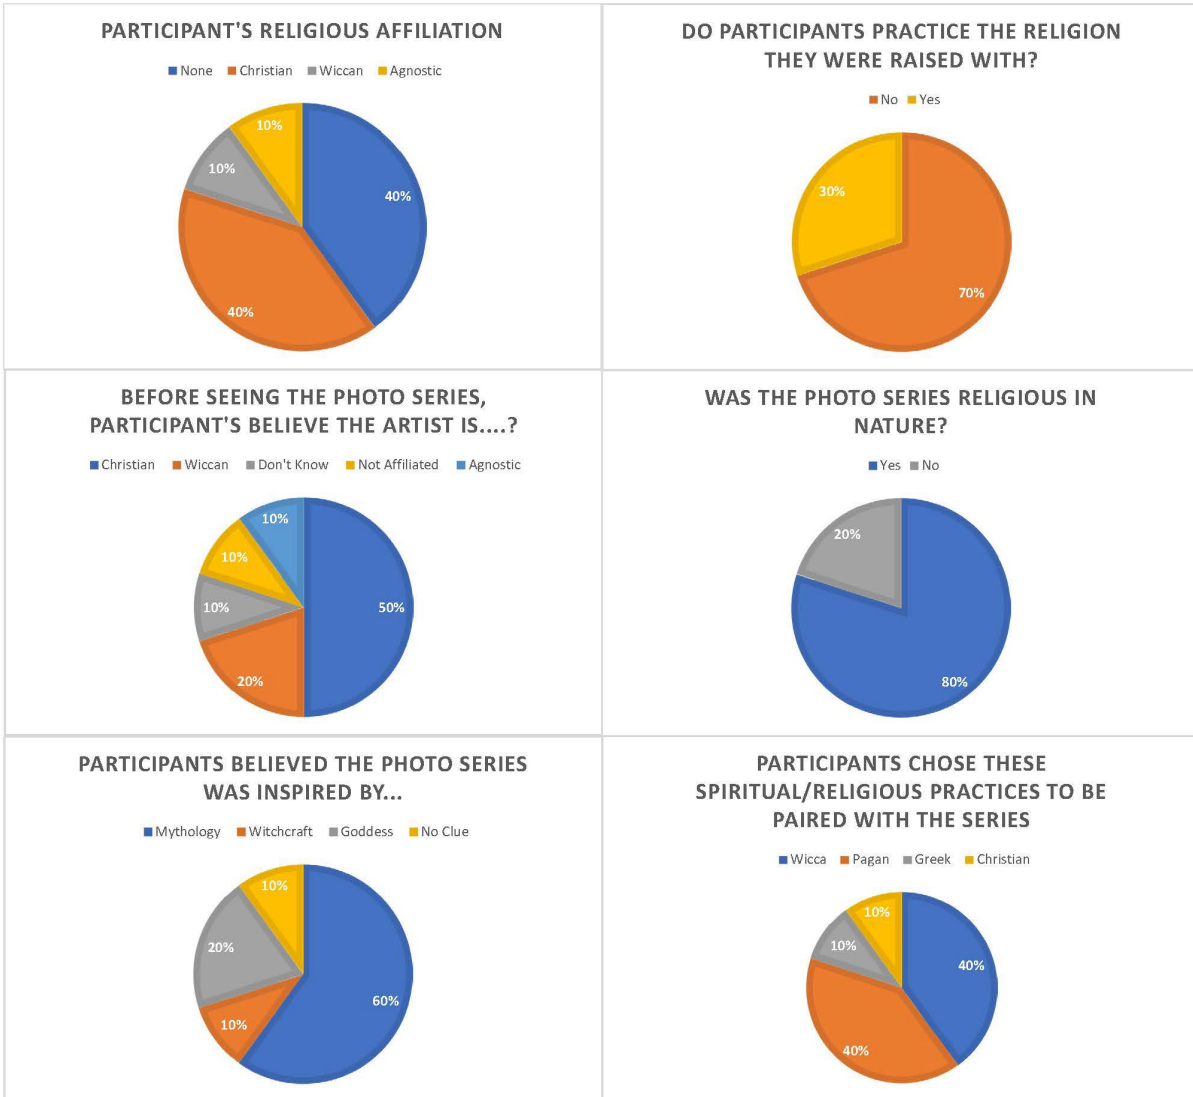 PARTICIPANT'S RELIGIOUS AFFILIATION
None Christian Wiccan Agnostic
10%
10%
40%
40%
DO PARTICIPANTS PRACTICE THE RELIGION
THEY WERE RAISED WITH?
No Yes
30%
70%
BEFORE SEEING THE PHOTO SERIES,
PARTICIPANT'S BELIEVE THE ARTIST IS....?
Christian Wiccan Don't Know Not Affiliated Agnostic
10%
10%
10%
50%
20%
WAS THE PHOTO SERIES RELIGIOUS IN
NATURE?
Yes No
20%
80%
PARTICIPANTS BELIEVED THE PHOTO SERIES
WAS INSPIRED BY...
Mythology Witchcraft Goddess No Clue
10%
20%
60%
10%
PARTICIPANTS CHOSE THESE
SPIRITUAL/RELIGIOUS PRACTICES TO BE
PAIRED WITH THE SERIES
Wicca Pagan Greek Christian
10%
10%
40%
40%